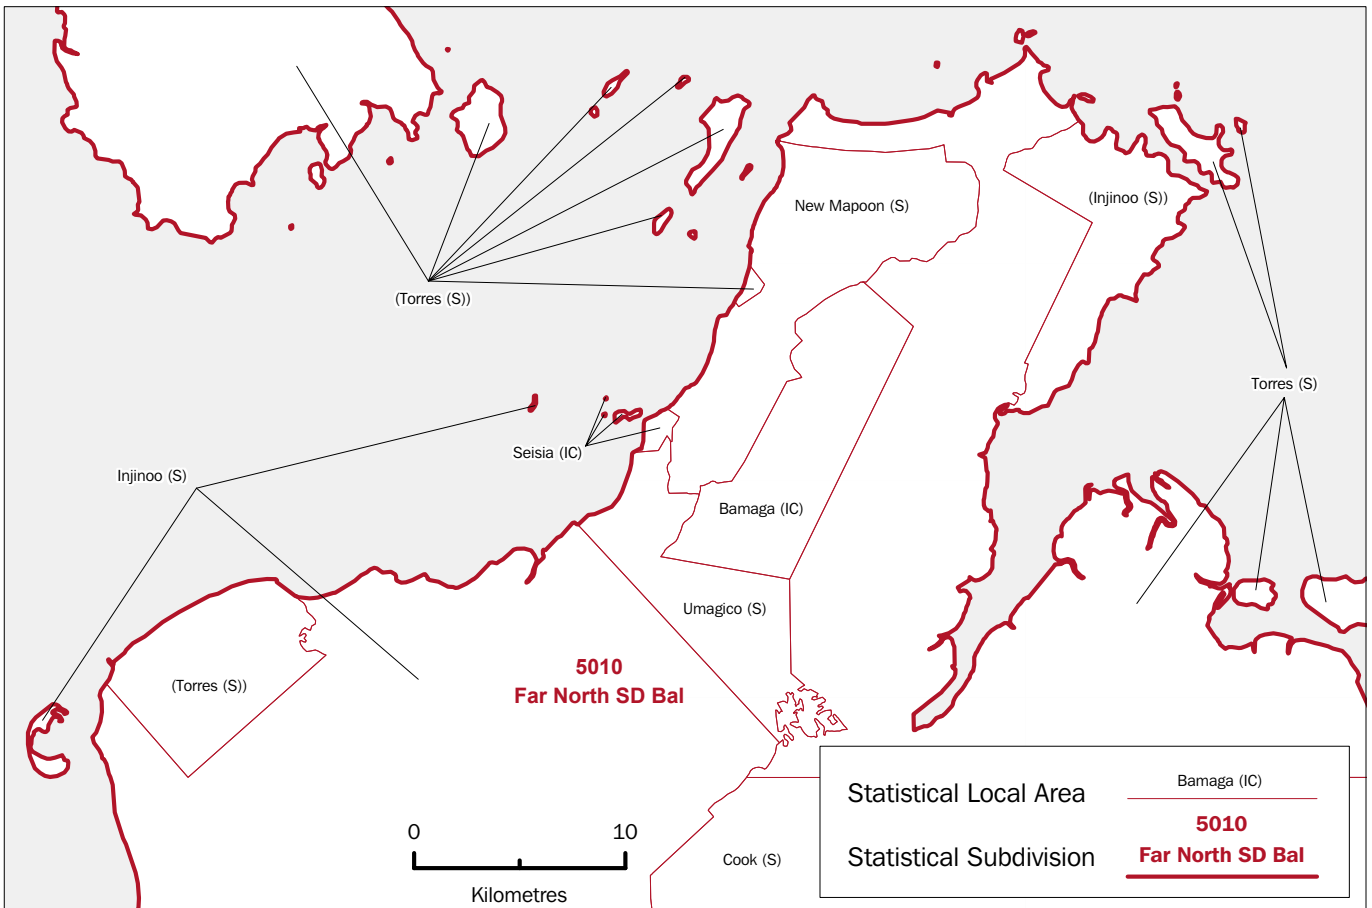 New Mapoon (S)
(Injinoo (S))
(Torres (S))
Torres (S)
Seisia (IC)
Injinoo (S)
Bamaga (IC)
Umagico (S)
5010
Far North SD Bal
(Torres (S))
Cook (S)
0 10
Kilometres
Statistical Local Area Bamaga (IC)
Statistical Subdivision 5010
Far North SD Bal